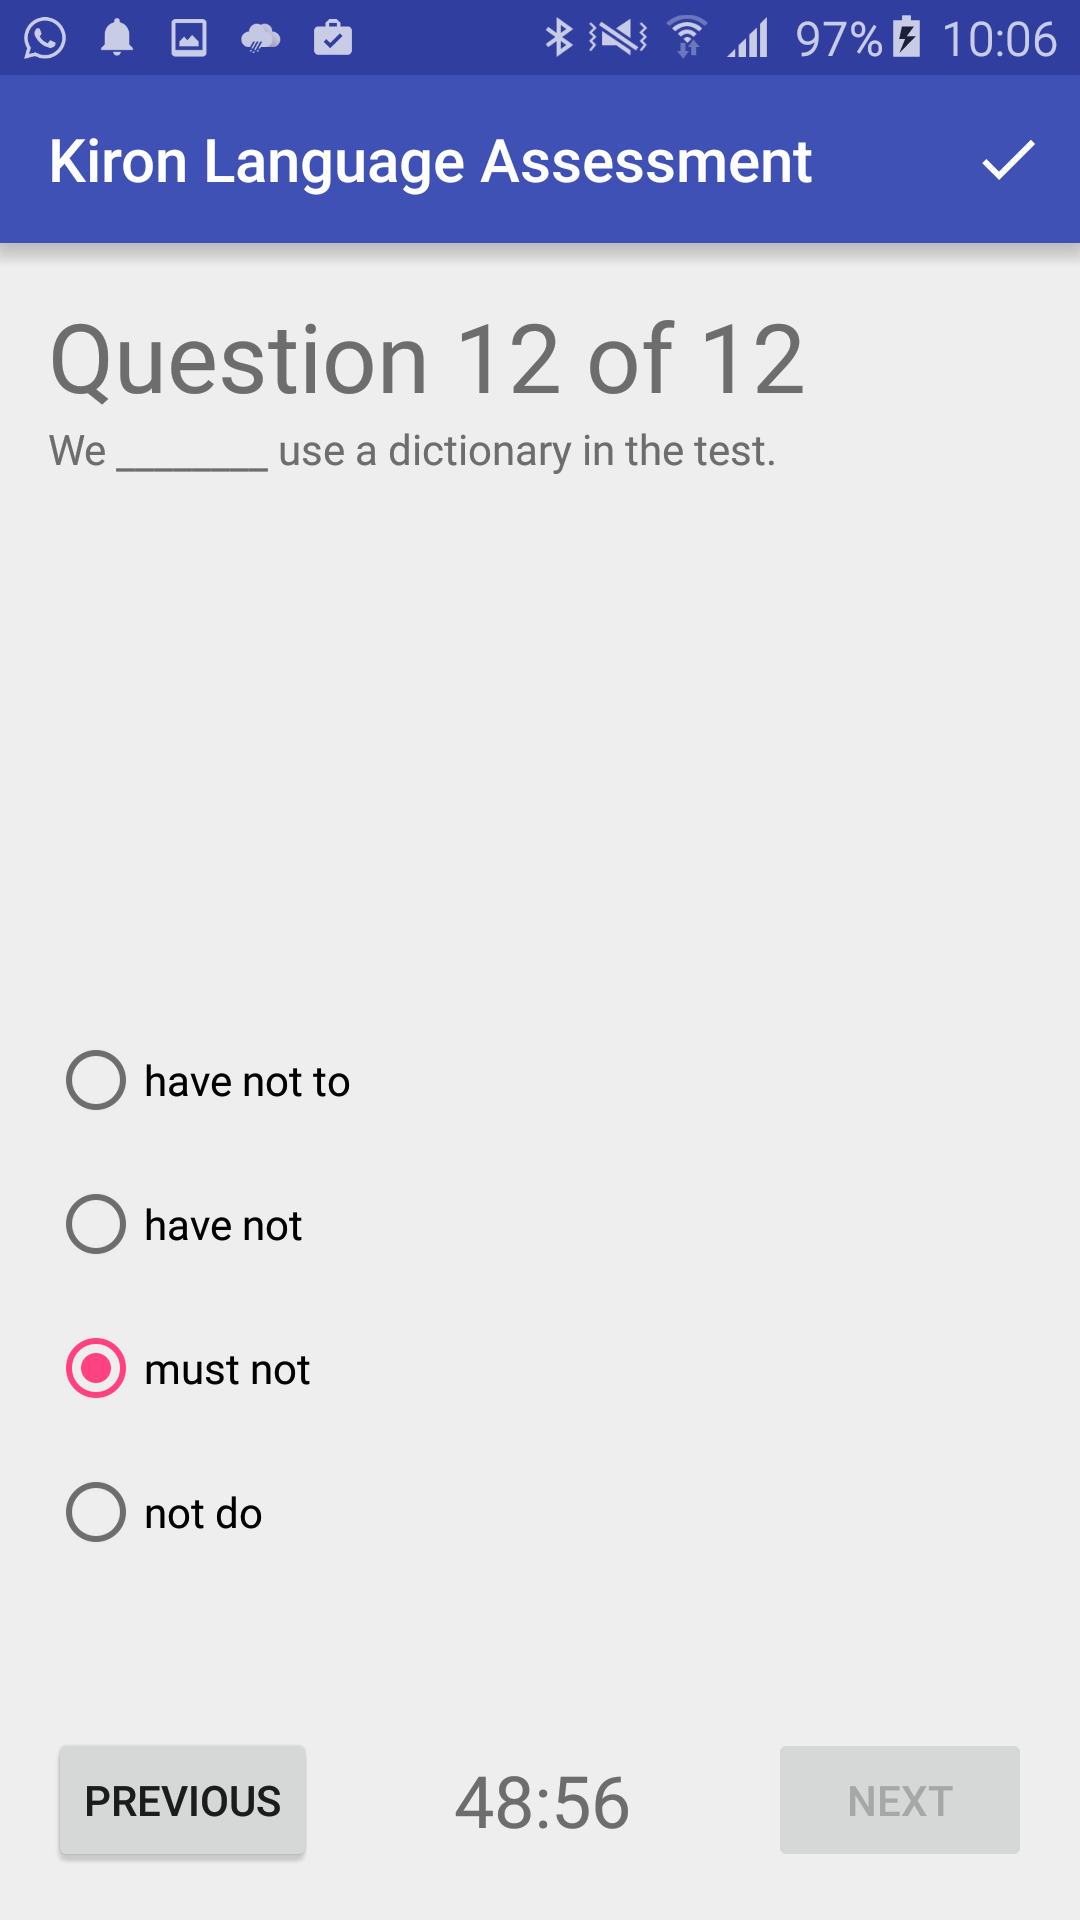 97% 10:06
Kiron Language Assessment
Question 12 of 12
We ________ use a dictionary in the test.
have not to
have not
must not
not do
PREVIOUS 48:56 NEXT